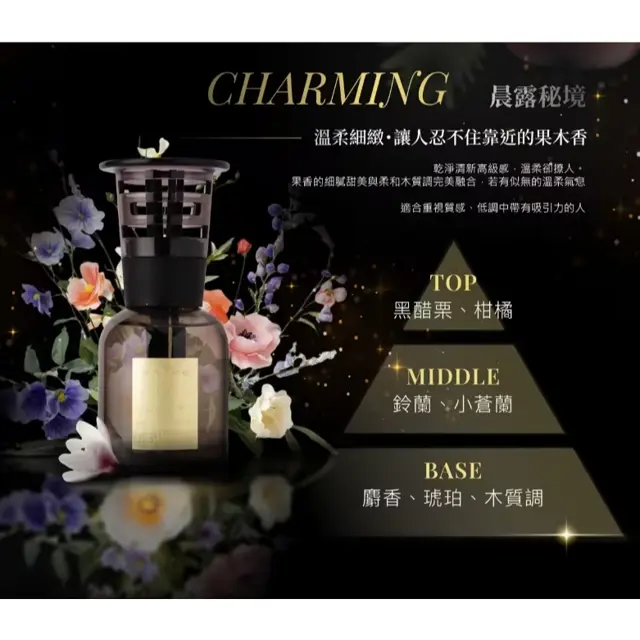 CHARMING 晨露秘境
溫柔細緻•讓人忍不住靠近的果木香
乾淨清新高級感，溫柔卻撩人。
果香的細膩甜美與柔和木質調完美融合，若有似無的溫柔氣息
適合重視質感、低調中帶有吸引力的人
TOP
黑醋栗、柑橘
MIDDLE
鈴蘭、小蒼蘭
BASE
麝香、琥珀、木質調